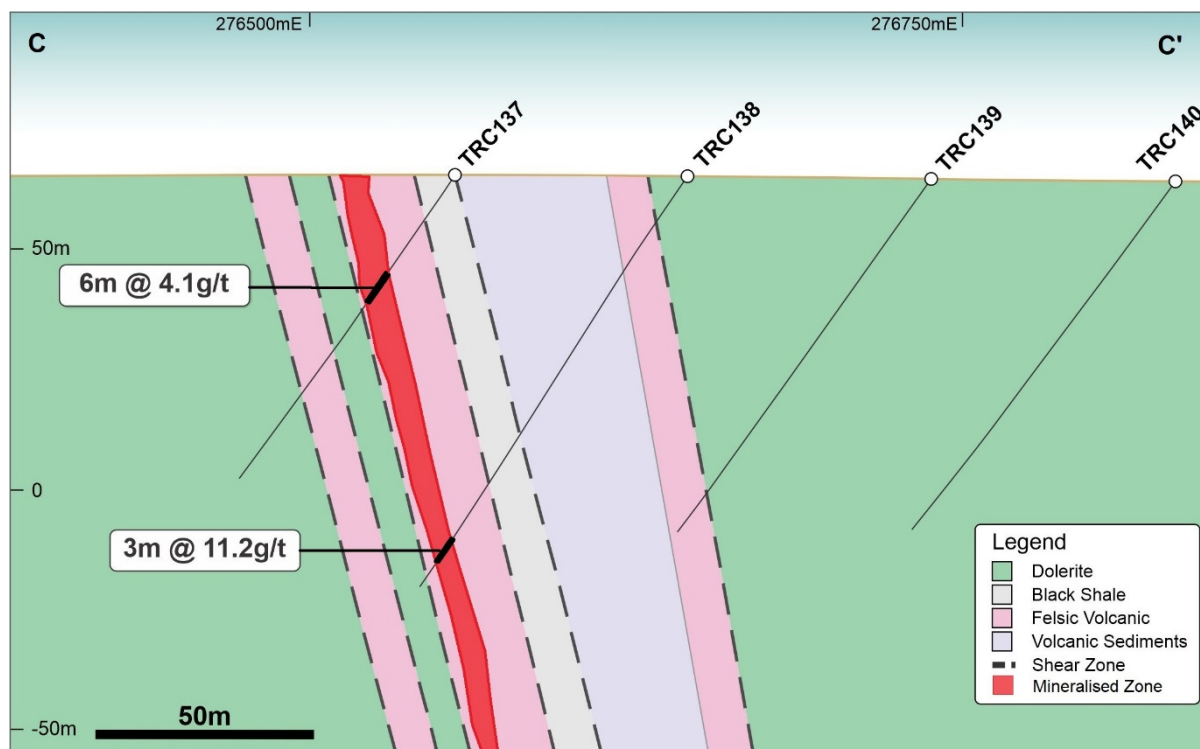 276500mE
276750mE
C
C'
TRC137
TRC138
TRC139
TRC140
50m
6m @ 4.1g/t
0
3m @ 11.2g/t
Legend
Dolerite
Black Shale
Felsic Volcanic
Volcanic Sediments
Shear Zone
Mineralised Zone
50m
-50m